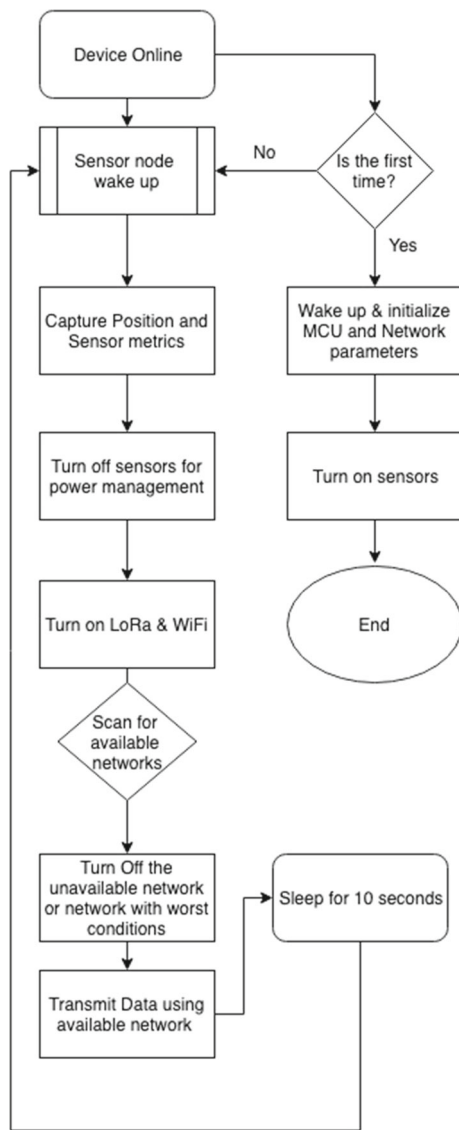 Device Online
Sensor node
wake up
No
Is the first
time?
Yes
Capture Position and
Sensor metrics
Wake up & initialize
MCU and Network
parameters
Turn off sensors for
power management
Turn on sensors
Turn on LoRa & WiFi
End
Scan for
available
networks
Turn Off the
unavailable network
or network with worst
conditions
Sleep for 10 seconds
Transmit Data using
available network